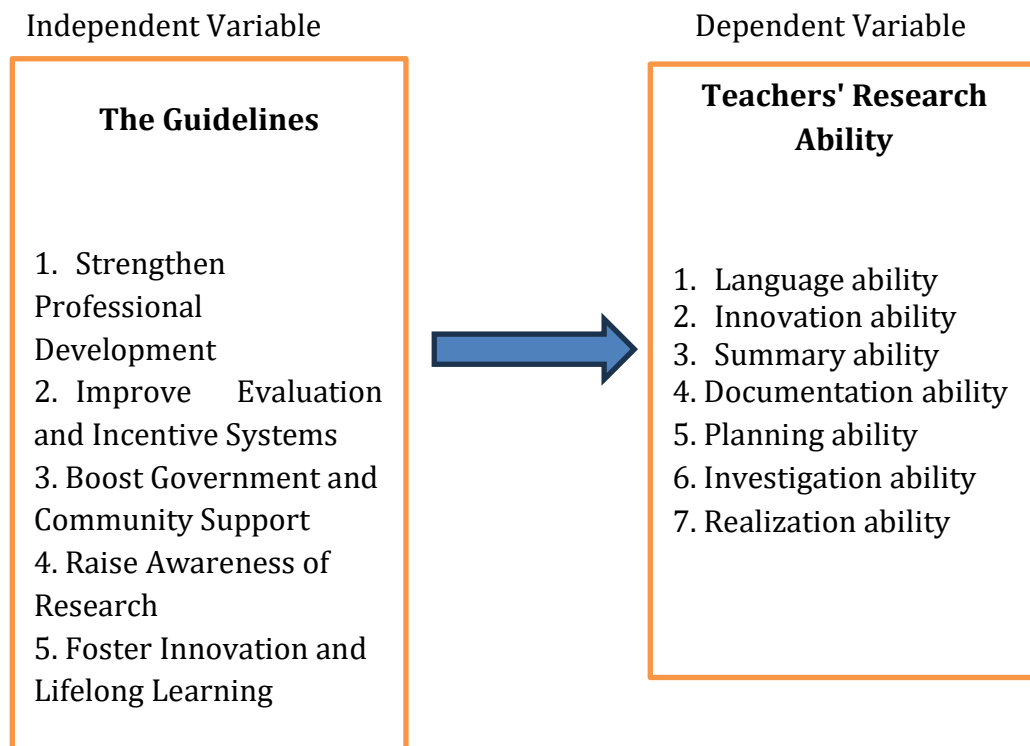 Independent Variable
The Guidelines
1. Strengthen
Professional
Development
2. Improve Evaluation
and Incentive Systems
3. Boost Government and
Community Support
4. Raise Awareness of
Research
5. Foster Innovation and
Lifelong Learning
Dependent Variable
Teachers' Research
Ability
1. Language ability
2. Innovation ability
3. Summary ability
4. Documentation ability
5. Planning ability
6. Investigation ability
7. Realization ability